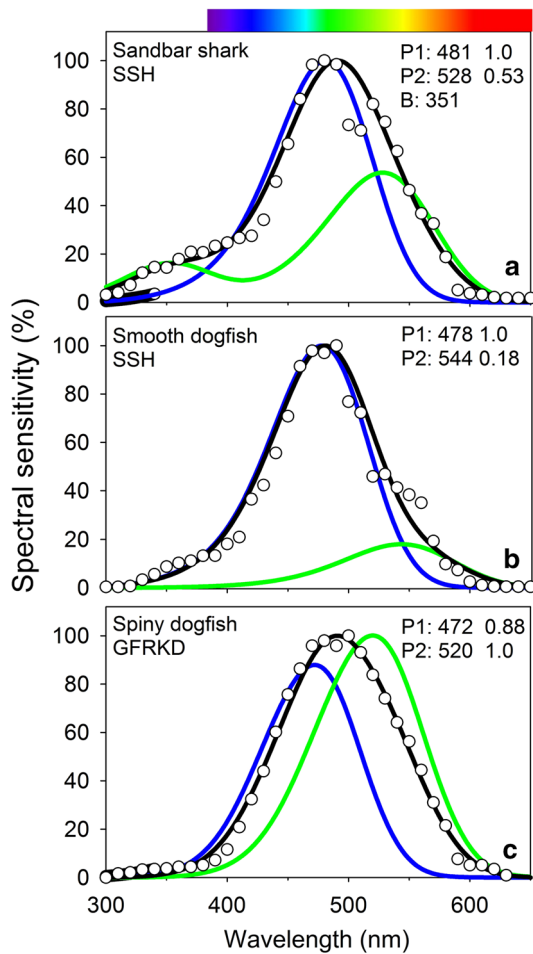 Sandbar shark
SSH
P1: 481 1.0
P2: 528 0.53
B: 351
100
80
60
40
20
0
a
Smooth dogfish
SSH
P1: 478 1.0
P2: 544 0.18
100
80
60
40
20
0
b
Spectral sensitivity (%)
Spiny dogfish
GFRKD
P1: 472 0.88
P2: 520 1.0
100
80
60
40
20
0
c
300 400 500 600
Wavelength (nm)